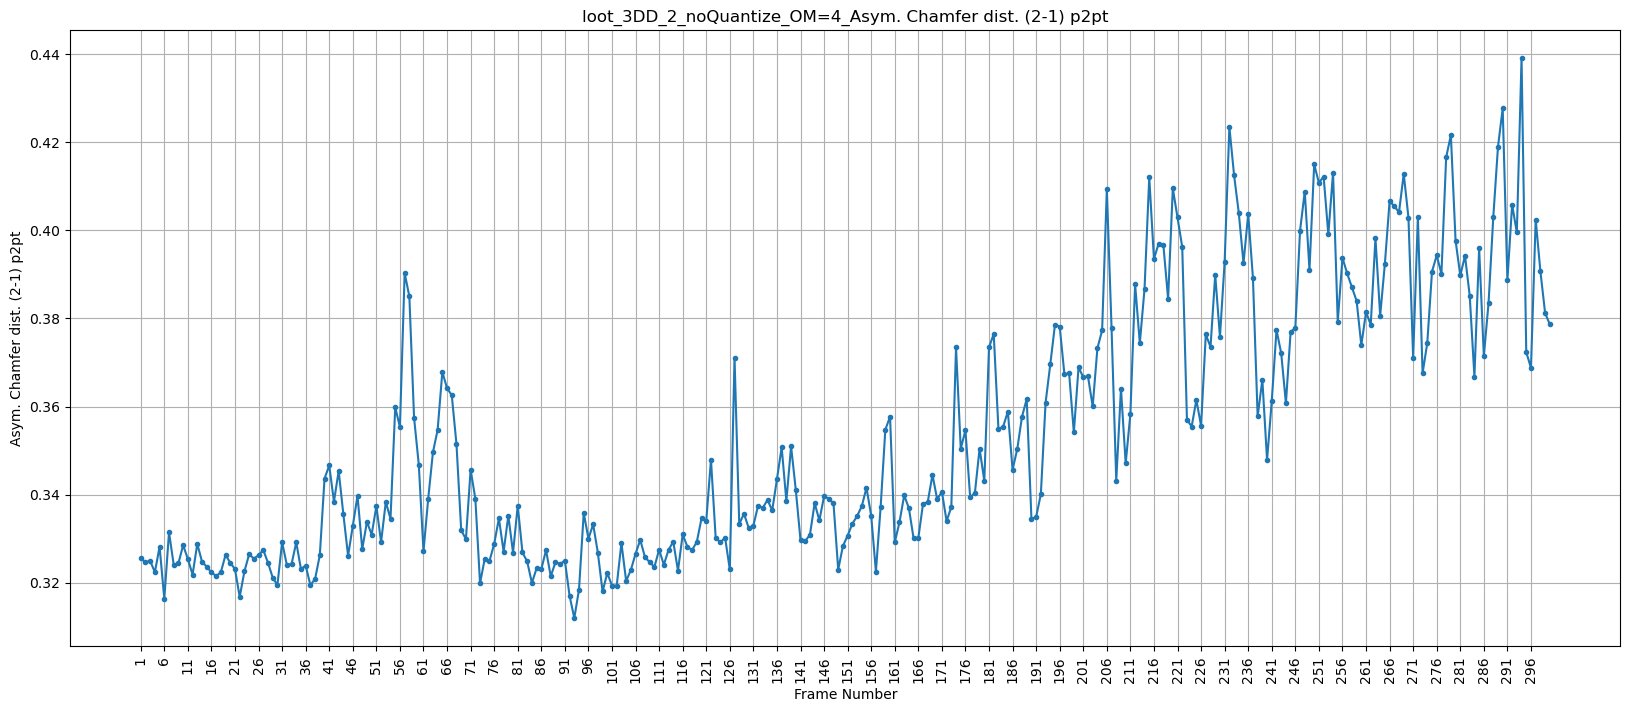 loot_3DD_2_noQuantize_OM=4_Asym. Chamfer dist. (2-1) p2pt
Asym. Chamfer dist. (2-1) p2pt
0.44
0.42
0.40
0.38
0.36
0.34
0.32
1 6 11 16 21 26 31 36 41 46 51 56 61 66 71 76 81 86 91 96 101 106 111 116 121 126 131 136 141 146 151 156 161 166 171 176 181 186 191 196 201 206 211 216 221 226 231 236 241 246 251 256 261 266 271 276 281 286 291 296
Frame Number